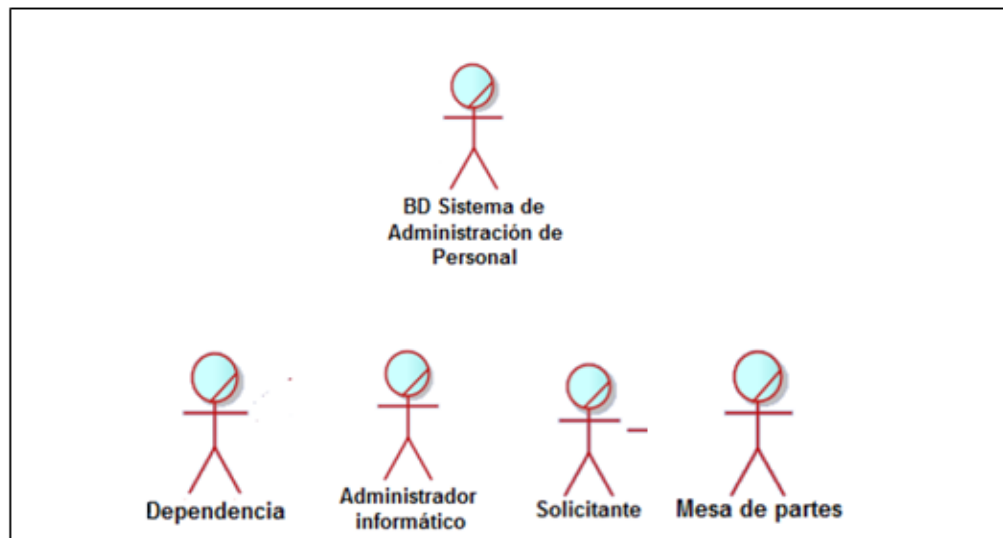 BD Sistema de
Administración de
Personal
Dependencia
Administrador
informático
Solicitante
Mesa de partes